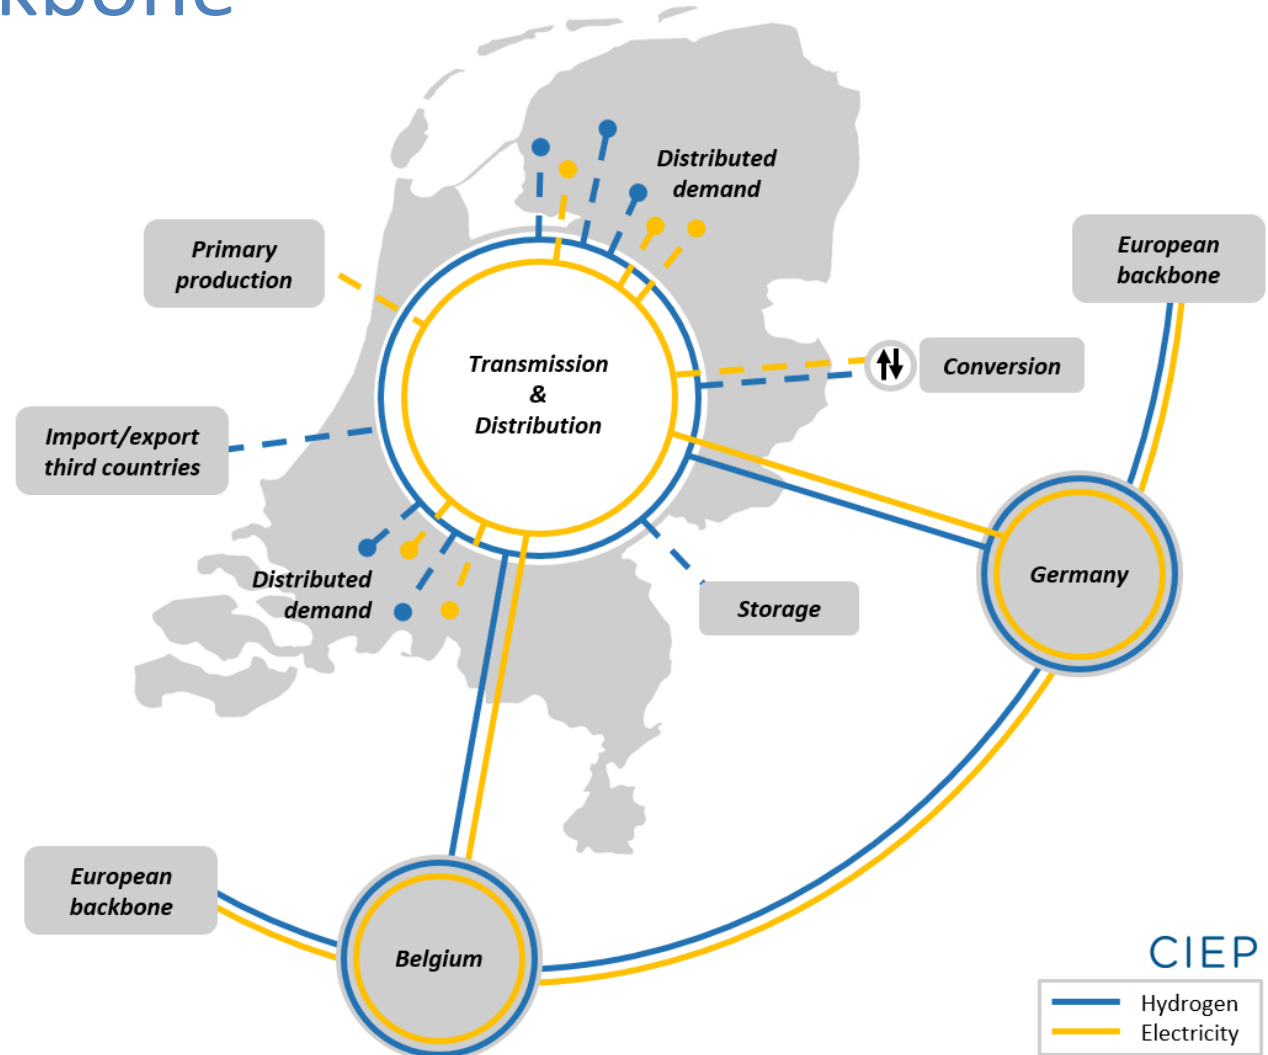 Distributed
demand
Primary
production
European
backbone
Transmission
&
Distribution
Conversion
Import/export
third countries
Distributed
demand
Storage
Germany
European
backbone
Belgium
CIEP
Hydrogen
Electricity